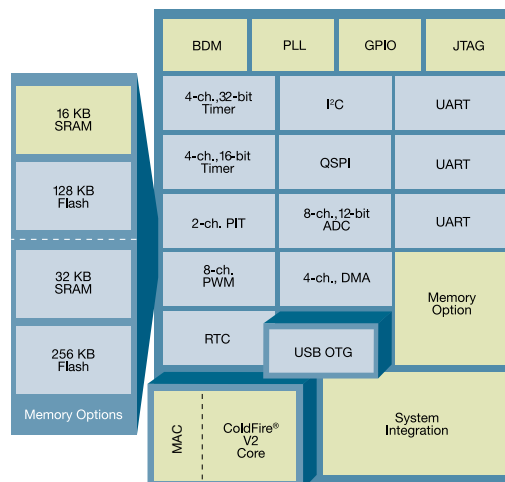 BDM
PLL
GPIO
JTAG
16 KB
SRAM
128 KB
Flash
32 KB
SRAM
256 KB
Flash
Memory Options
4-ch.,32-bit
Timer
I²C
UART
4-ch.,16-bit
Timer
QSPI
UART
2-ch. PIT
8-ch.,12-bit
ADC
UART
8-ch.
PWM
4-ch., DMA
Memory
Option
RTC
USB OTG
MAC
ColdFire®
V2
Core
System
Integration